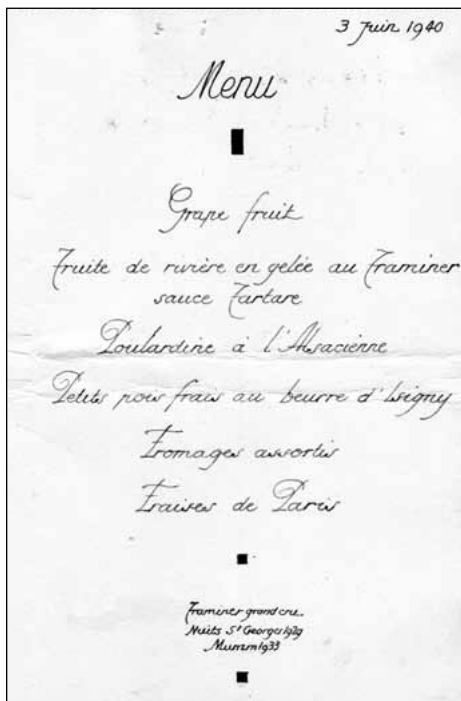 3 Juin 1940
Menu
Grape fruit
Truite de rivière en gelée au Traminer
sauce Tartare
Poulardine à l'Alsacienne
Petits pois frais au beurre d'Isigny
Fromages assortis
Fraises de Paris
Traminer grand cru
Nuits St Georges 1929
Mumm 1933